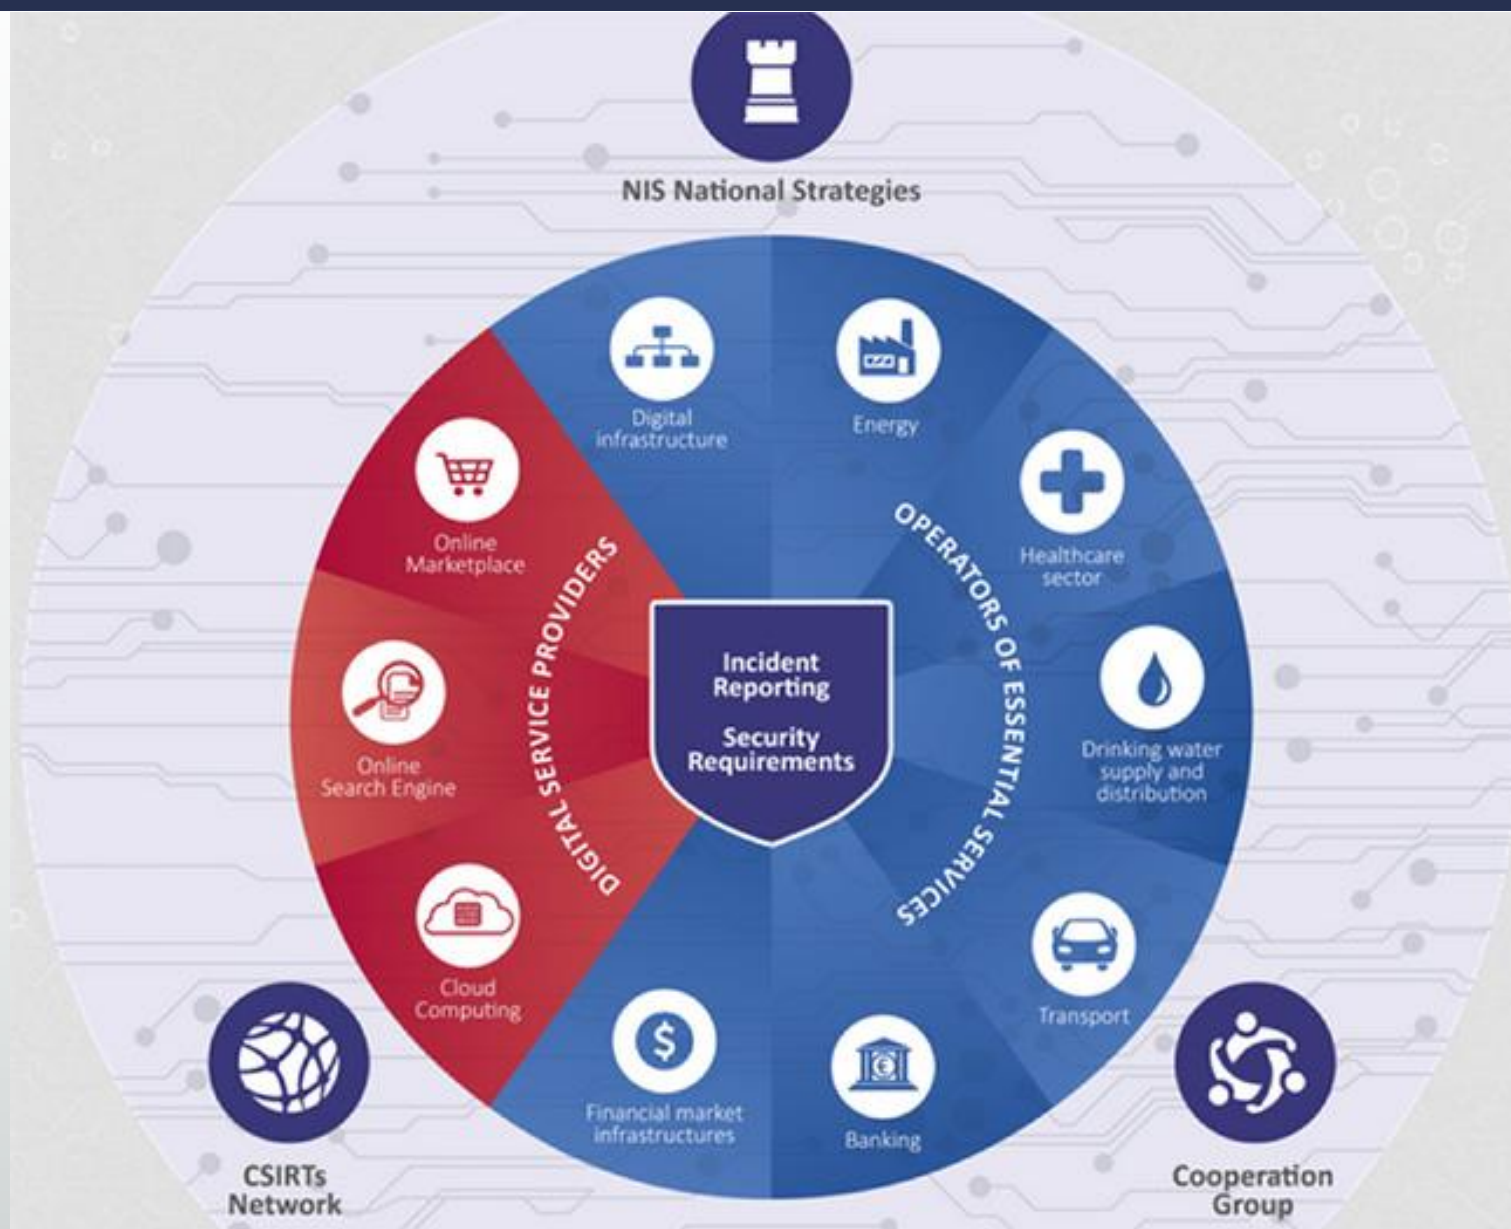 NIS National Strategies
Digital
infrastructure
Energy
Online
Marketplace
Healthcare
sector
DIGITAL SERVICE PROVIDERS
OPERATORS OF ESSENTIAL SERVICES
Incident
Reporting
Security
Requirements
Online
Search Engine
Drinking water
supply and
distribution
Cloud
Computing
Transport
$
€
Financial market
infrastructures
Banking
CSIRTs
Network
Cooperation
Group